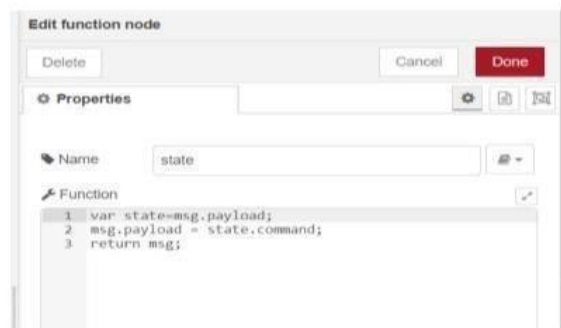 Edit function node
Delete
Cancel
Done
Properties
Name
state
Function
1 var state=msg.payload;
2 msg.payload = state.command;
3 return msg;